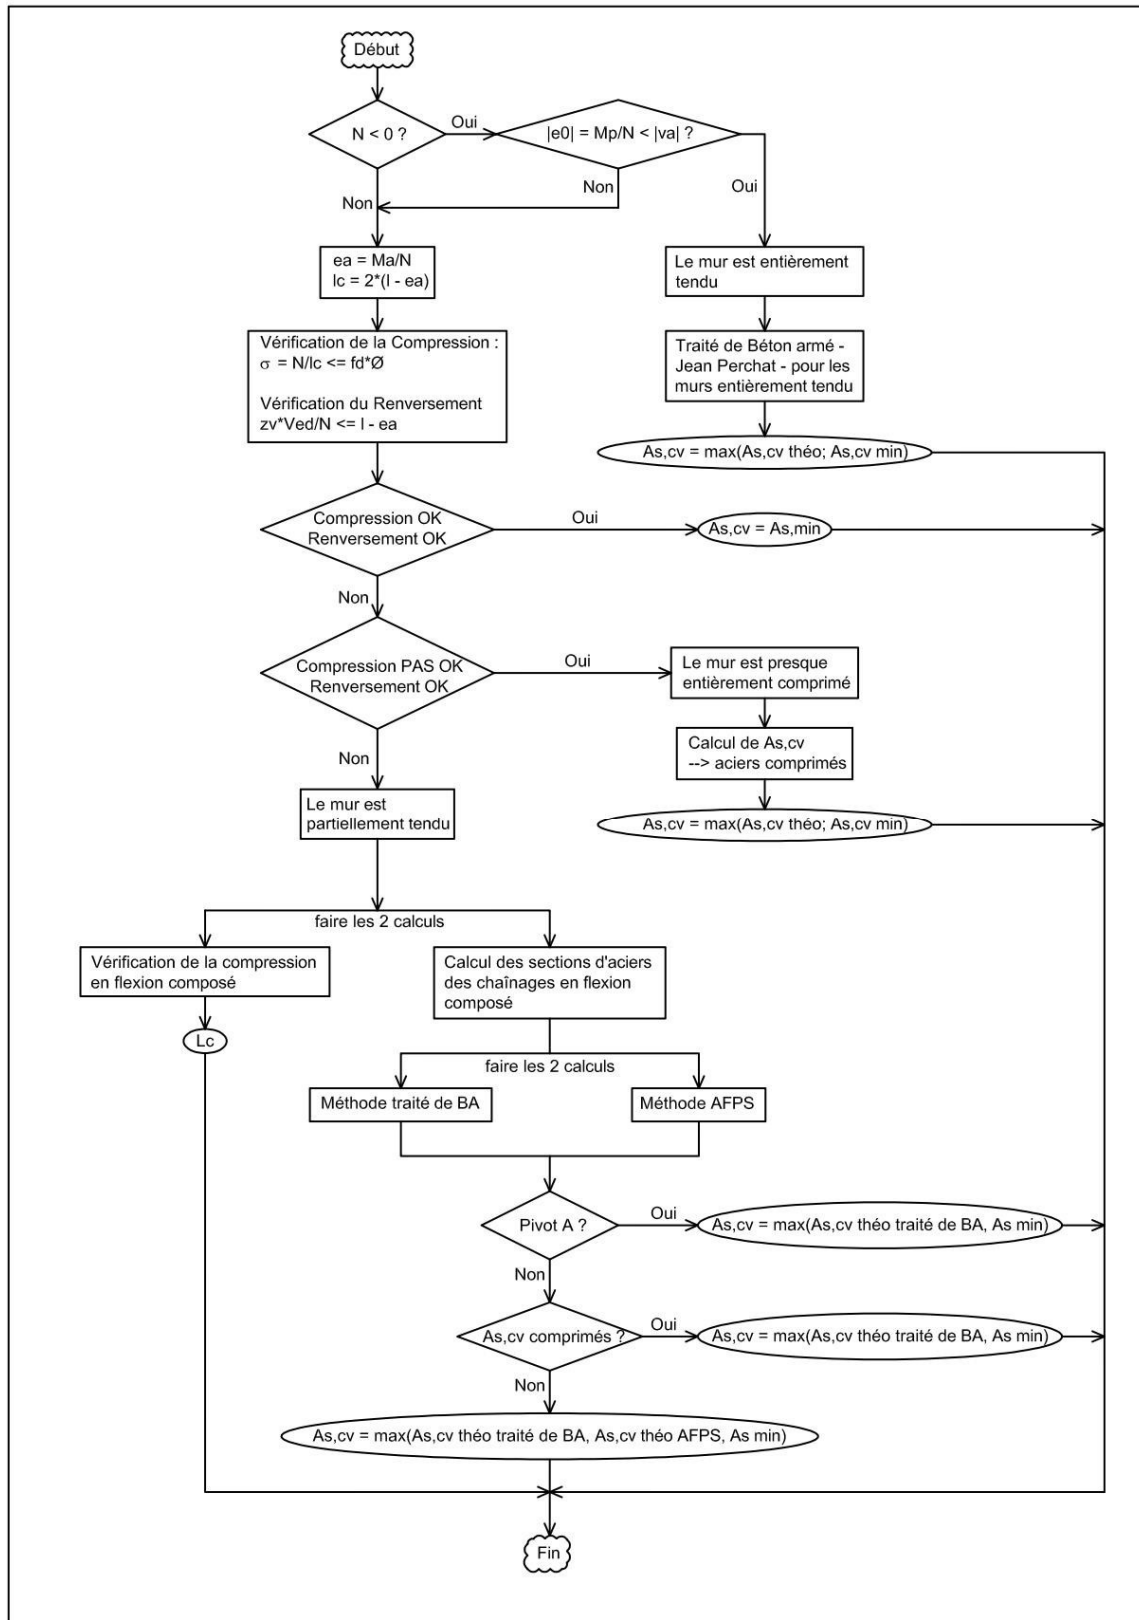 Début
N < 0 ?
Oui
|e0| = Mp/N < |va| ?
Non
Non
Oui
ea = Ma/N
lc = 2*(l - ea)
Le mur est entièrement
tendu
Vérification de la Compression :
σ = N/lc <= fd*Ø
Vérification du Renversement
zv*Ved/N <= l - ea
Traité de Béton armé -
Jean Perchat - pour les
murs entièrement tendu
As,cv = max(As,cv théo; As,cv min)
Compression OK
Renversement OK
Oui
As,cv = As,min
Non
Compression PAS OK
Renversement OK
Oui
Le mur est presque
entièrement comprimé
Non
Calcul de As,cv
--> aciers comprimés
Le mur est
partiellement tendu
As,cv = max(As,cv théo; As,cv min)
faire les 2 calculs
Vérification de la compression
en flexion composé
Calcul des sections d'aciers
des chaînages en flexion
composé
Lc
faire les 2 calculs
Méthode traité de BA
Méthode AFPS
Pivot A ?
Oui
As,cv = max(As,cv théo traité de BA, As min)
Non
As,cv comprimés ?
Oui
As,cv = max(As,cv théo traité de BA, As min)
Non
As,cv = max(As,cv théo traité de BA, As,cv théo AFPS, As min)
Fin